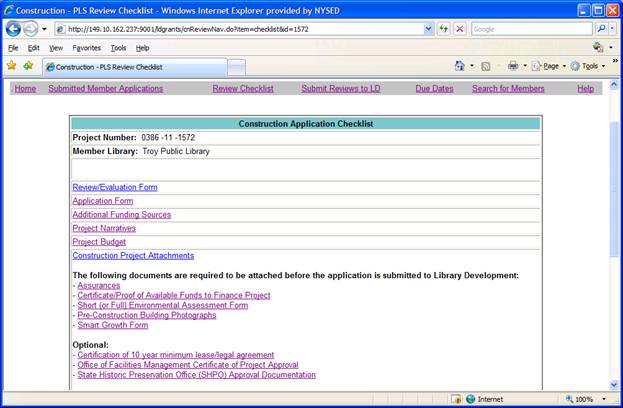 Construction - PLS Review Checklist - Windows Internet Explorer provided by NYSED
http://149.10.162.237:9001/ldgrants/cnReviewNav.do?item=checklist&id=1572
Google
File Edit View Favorites Tools Help
Construction - PLS Review Checklist
Page Tools
Home Submitted Member Applications Review Checklist Submit Reviews to LD Due Dates Search for Members Help
Construction Application Checklist
Project Number: 0386 -11 -1572
Member Library: Troy Public Library
Review/Evaluation Form
Application Form
Additional Funding Sources
Project Narratives
Project Budget
Construction Project Attachments
The following documents are required to be attached before the application is submitted to Library Development:
- Assurances
- Certificate/Proof of Available Funds to Finance Project
- Short (or Full) Environmental Assessment Form
- Pre-Construction Building Photographs
- Smart Growth Form
Optional:
- Certification of 10 year minimum lease/legal agreement
- Office of Facilities Management Certificate of Project Approval
- State Historic Preservation Office (SHPO) Approval Documentation
Internet 100%